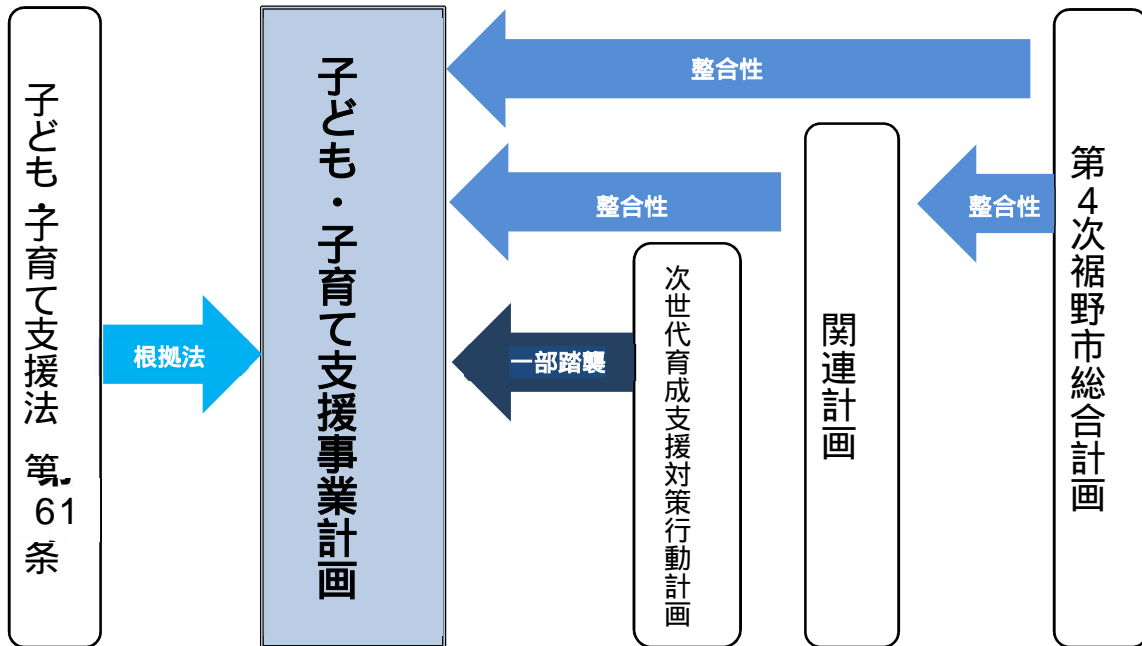 子ども・子育て支援法 第61条
根拠法
子ども・子育て支援事業計画
整合性
整合性
一部踏襲
次世代育成支援対策行動計画
関連計画
整合性
第4次裾野市総合計画